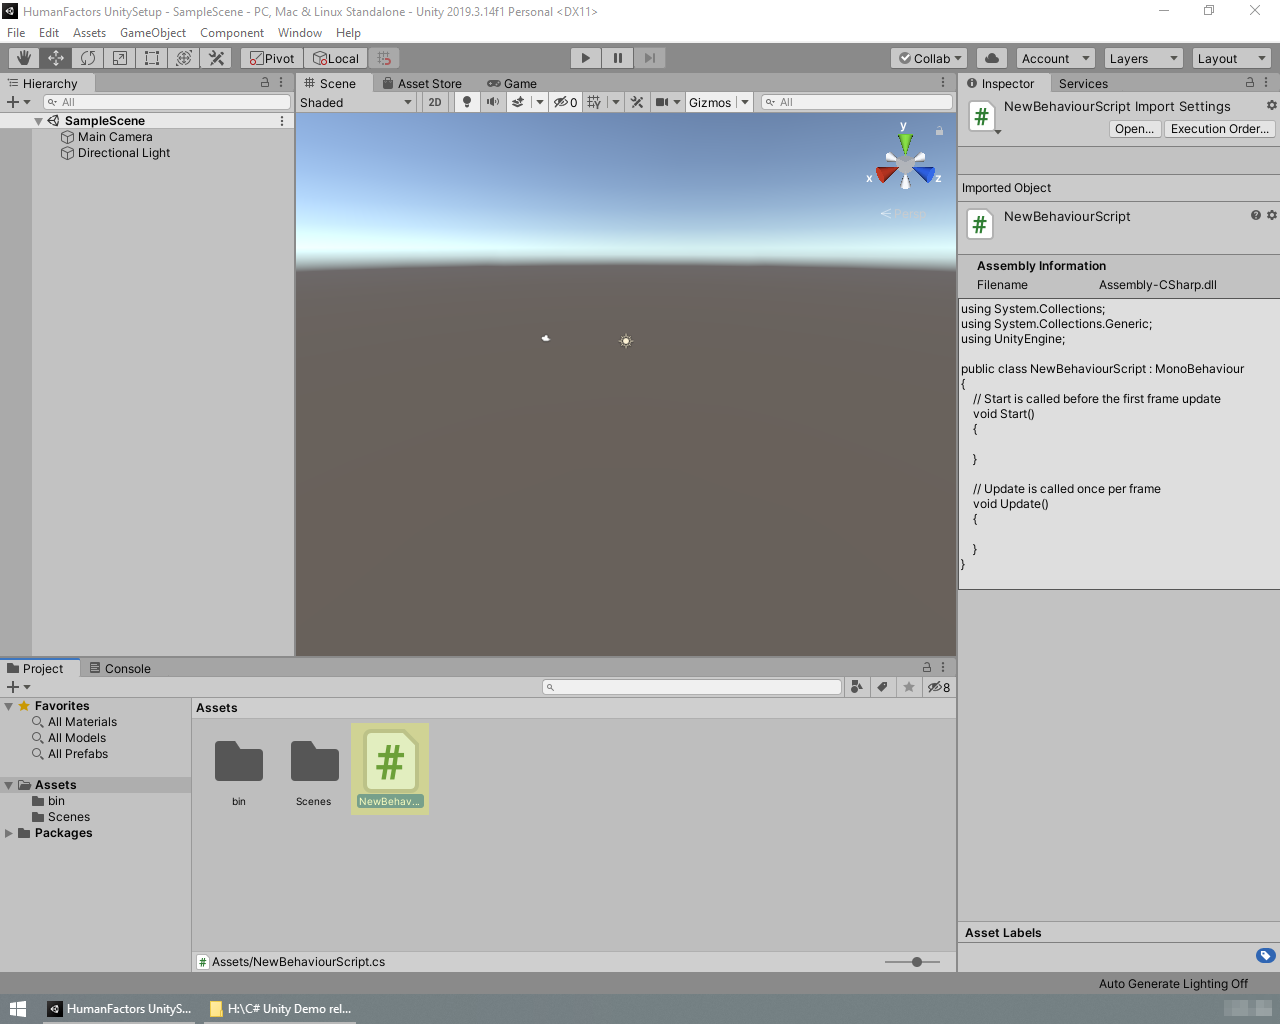 HumanFactors UnitySetup - SampleScene - PC, Mac & Linux Standalone - Unity 2019.3.14f1 Personal <DX11>
File Edit Assets GameObject Component Window Help
Pivot Local Collab Account Layers Layout
Hierarchy
All
SampleScene
Main Camera
Directional Light
Scene Asset Store Game
Shaded 2D 0 Gizmos All
y
x z
Persp
Inspector Services
NewBehaviourScript Import Settings
Open... Execution Order...
Imported Object
NewBehaviourScript
Assembly Information
Filename Assembly-CSharp.dll
using System.Collections;
using System.Collections.Generic;
using UnityEngine;
public class NewBehaviourScript : MonoBehaviour
{
// Start is called before the first frame update
void Start()
{
}
// Update is called once per frame
void Update()
{
}
}
Asset Labels
Project Console
8
Favorites
All Materials
All Models
All Prefabs
Assets
bin
Scenes
Packages
Assets
bin Scenes NewBehav...
Assets/NewBehaviourScript.cs
Auto Generate Lighting Off
HumanFactors UnityS... H:\C# Unity Demo rel...